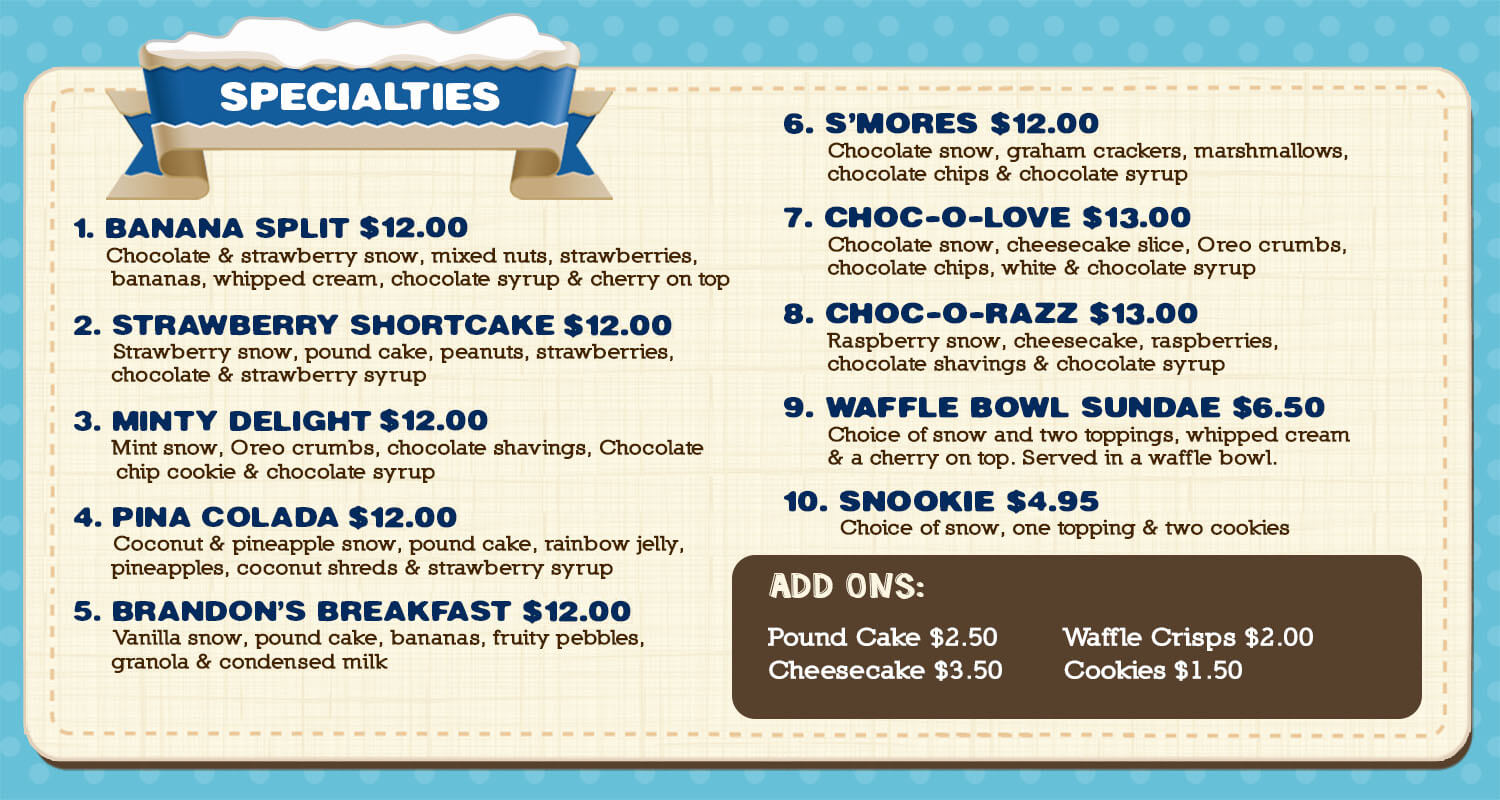 SPECIALTIES
1. BANANA SPLIT $12.00
Chocolate & strawberry snow, mixed nuts, strawberries,
bananas, whipped cream, chocolate syrup & cherry on top
2. STRAWBERRY SHORTCAKE $12.00
Strawberry snow, pound cake, peanuts, strawberries,
chocolate & strawberry syrup
3. MINTY DELIGHT $12.00
Mint snow, Oreo crumbs, chocolate shavings, Chocolate
chip cookie & chocolate syrup
4. PINA COLADA $12.00
Coconut & pineapple snow, pound cake, rainbow jelly,
pineapples, coconut shreds & strawberry syrup
5. BRANDON'S BREAKFAST $12.00
Vanilla snow, pound cake, bananas, fruity pebbles,
granola & condensed milk
6. S'MORES $12.00
Chocolate snow, graham crackers, marshmallows,
chocolate chips & chocolate syrup
7. CHOC-O-LOVE $13.00
Chocolate snow, cheesecake slice, Oreo crumbs,
chocolate chips, white & chocolate syrup
8. CHOC-O-RAZZ $13.00
Raspberry snow, cheesecake, raspberries,
chocolate shavings & chocolate syrup
9. WAFFLE BOWL SUNDAE $6.50
Choice of snow and two toppings, whipped cream
& a cherry on top. Served in a waffle bowl.
10. SNOOKIE $4.95
Choice of snow, one topping & two cookies
ADD ONS:
Pound Cake $2.50 Waffle Crisps $2.00
Cheesecake $3.50 Cookies $1.50